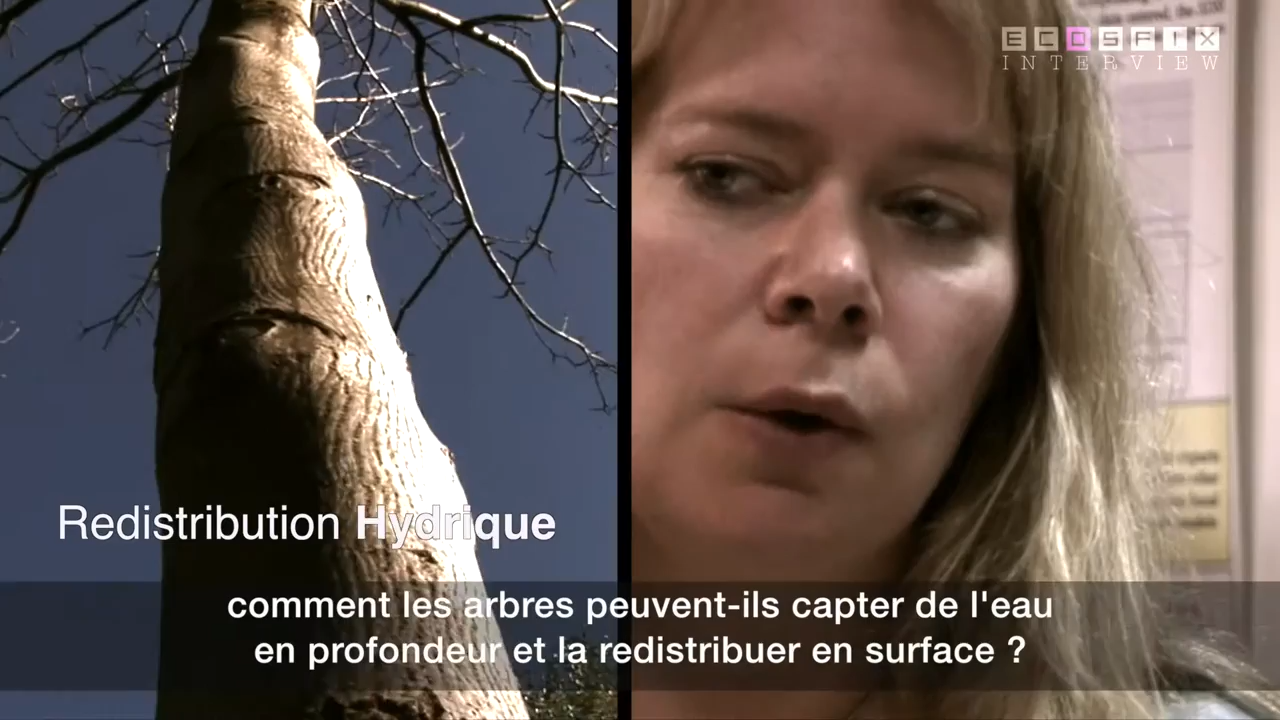 ECOSFIX
INTERVIEW
Redistribution Hydrique
comment les arbres peuvent-ils capter de l'eau
en profondeur et la redistribuer en surface ?